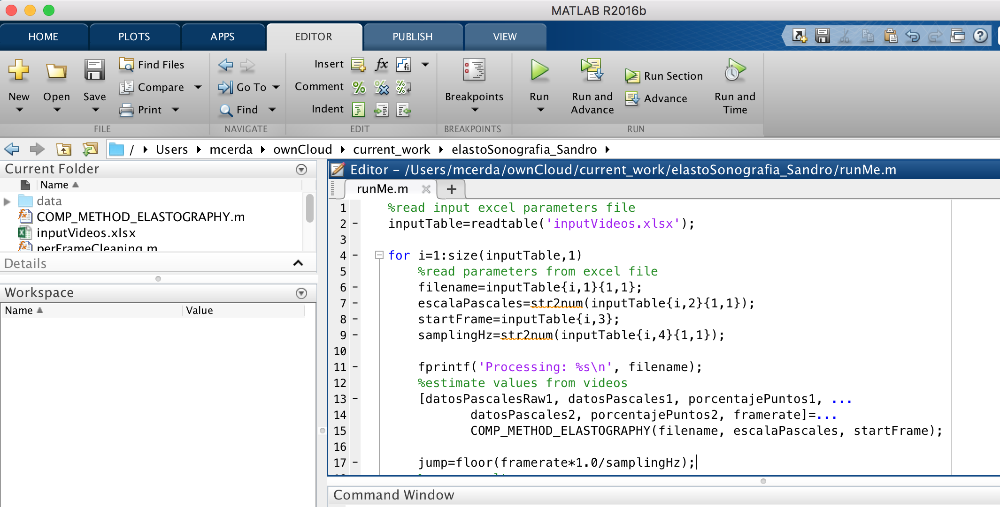 MATLAB R2016b
HOME PLOTS APPS EDITOR PUBLISH VIEW
New Open Save Find Files Compare Print
FILE
Go To Find
NAVIGATE
Insert fx fi
Comment % % %
Indent
EDIT
Breakpoints
BREAKPOINTS
Run Run and Advance Run Section Advance Run and Time
RUN
/ Users mcerda ownCloud current_work elastoSonografia_Sandro
Current Folder
Name
data
COMP_METHOD_ELASTOGRAPHY.m
inputVideos.xlsx
perFrameCleaning.m
Details
Workspace
Name Value
Editor – /Users/mcerda/ownCloud/current_work/elastoSonografia_Sandro/runMe.m
runMe.m +
1 %read input excel parameters file
2 – inputTable=readtable('inputVideos.xlsx');
3
4 – for i=1:size(inputTable,1)
5 %read parameters from excel file
6 – filename=inputTable{i,1}{1,1};
7 – escalaPascales=str2num(inputTable{i,2}{1,1});
8 – startFrame=inputTable{i,3};
9 – samplingHz=str2num(inputTable{i,4}{1,1});
10
11 – fprintf('Processing: %s\n', filename);
12 %estimate values from videos
13 – [datosPascalesRaw1, datosPascales1, porcentajePuntos1, ...
14 datosPascales2, porcentajePuntos2, framerate]=...
15 COMP_METHOD_ELASTOGRAPHY(filename, escalaPascales, startFrame);
16
17 – jump=floor(framerate*1.0/samplingHz);
Command Window